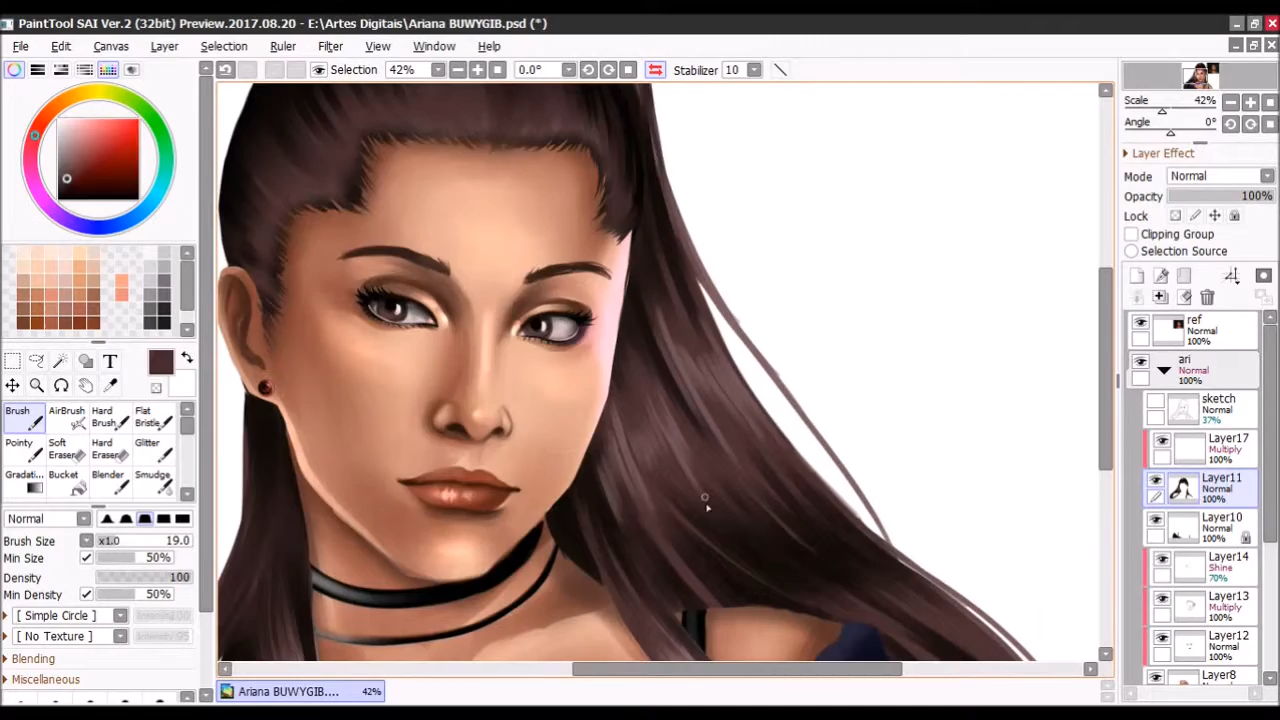 PaintTool SAI Ver.2 (32bit) Preview.2017.08.20 - E:\Artes Digitais\Ariana BUWYGIB.psd (*)
File Edit Canvas Layer Selection Ruler Filter View Window Help
Selection 42% 0.0° Stabilizer 10
Scale 42%
Angle 0°
Layer Effect
Mode Normal
Opacity 100%
Lock
Clipping Group
Selection Source
ref
Normal
100%
ari
Normal
100%
sketch
Normal
37%
Layer17
Multiply
100%
Layer11
Normal
100%
Layer10
Normal
100%
Layer14
Shine
70%
Layer13
Multiply
100%
Layer12
Normal
100%
Layer8
T
Brush AirBrush Hard Brush Flat Bristle
Pointy Soft Eraser Hard Eraser Glitter
Gradati... Bucket Blender Smudge
Normal
Brush Size x1.0 19.0
Min Size 50%
Density 100
Min Density 50%
[ Simple Circle ]
[ No Texture ]
Blending
Miscellaneous
Ariana BUWYGIB.... 42%